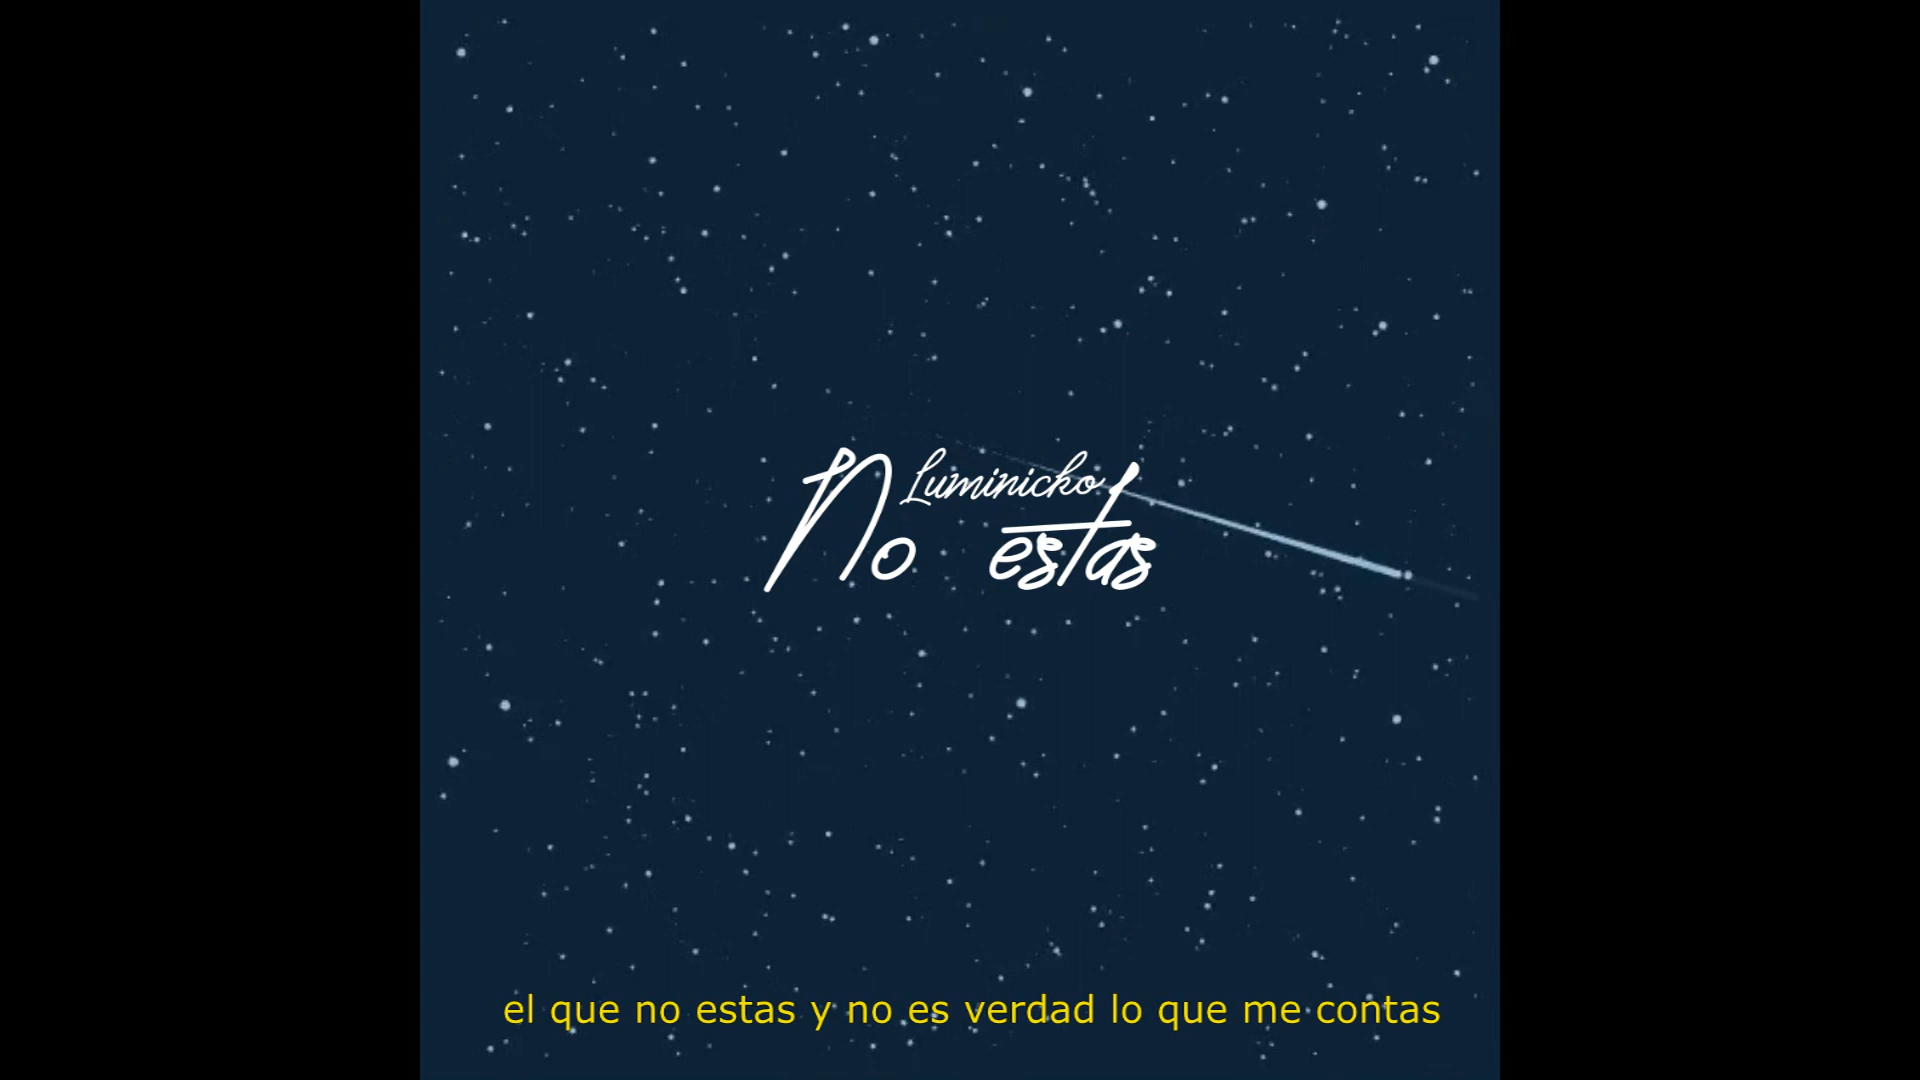 Luminicko
No estas
el que no estas y no es verdad lo que me contas